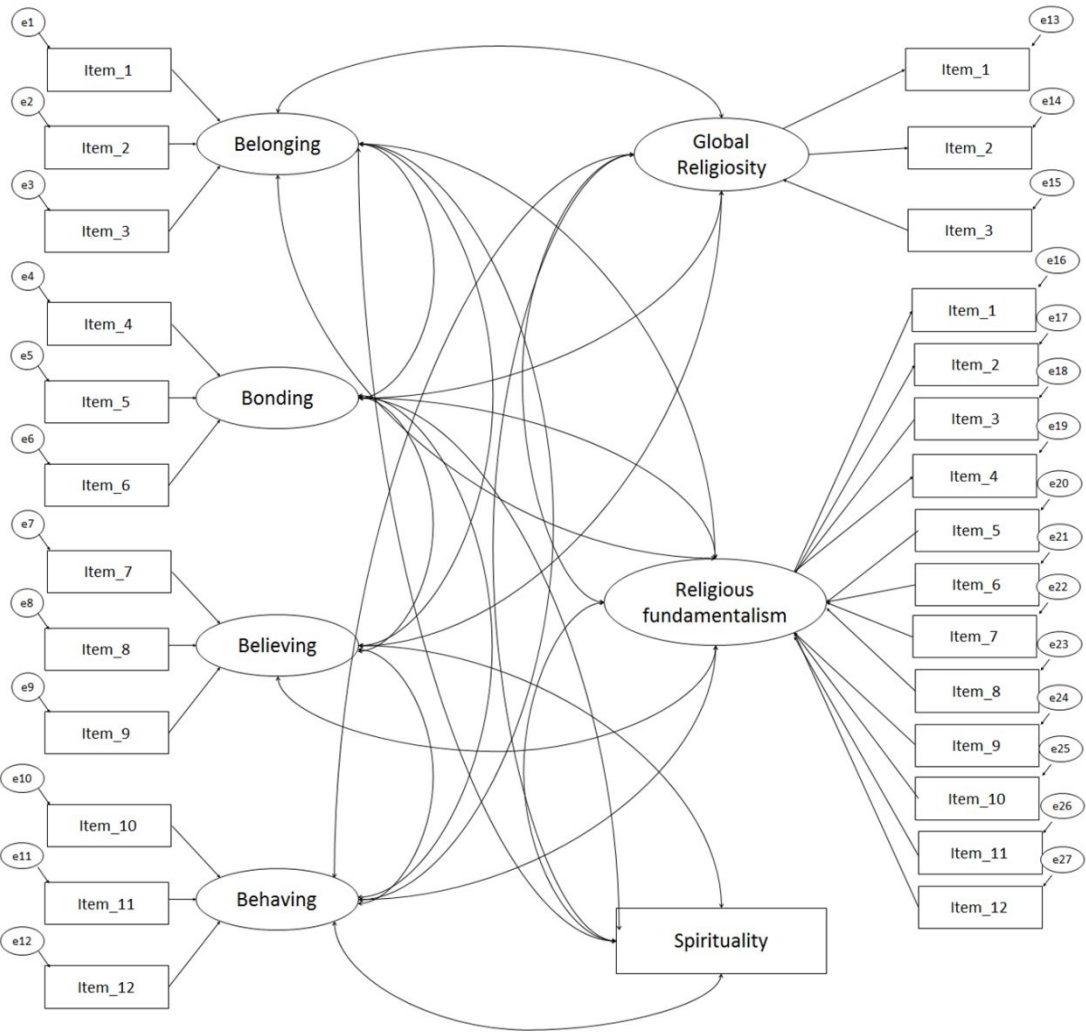 e1
Item_1
e2
Item_2
e3
Item_3
Belonging
e4
Item_4
e5
Item_5
e6
Item_6
Bonding
e7
Item_7
e8
Item_8
e9
Item_9
Believing
e10
Item_10
e11
Item_11
e12
Item_12
Behaving
Global
Religiosity
e13
Item_1
e14
Item_2
e15
Item_3
Religious
fundamentalism
e16
Item_1
e17
Item_2
e18
Item_3
e19
Item_4
e20
Item_5
e21
Item_6
e22
Item_7
e23
Item_8
e24
Item_9
e25
Item_10
e26
Item_11
e27
Item_12
Spirituality